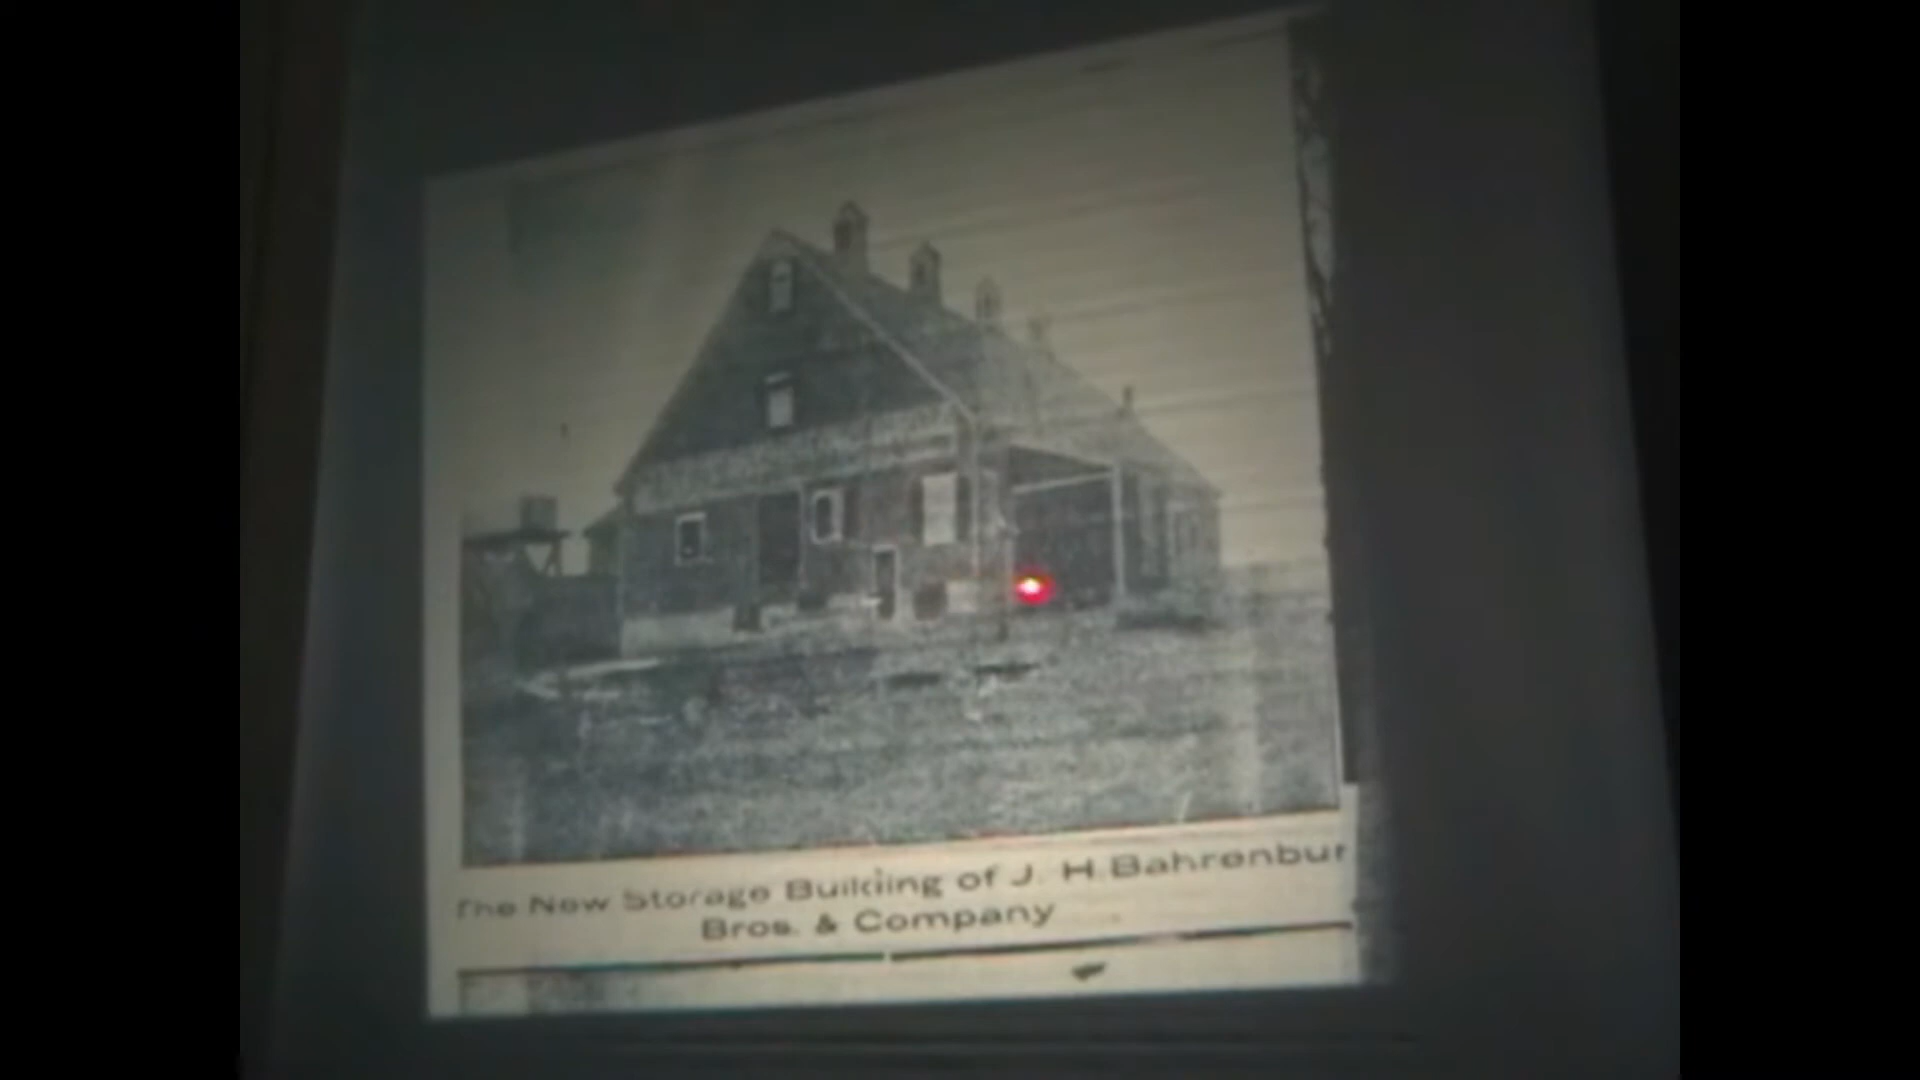 The New Storage Building of J. H. Bahrenbur
Bros. & Company